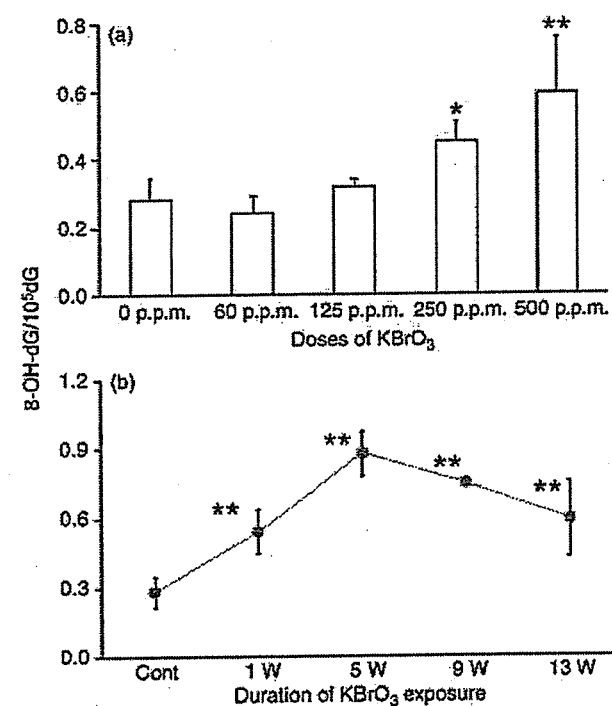 0.8
(a)
**
0.6
*
0.4
0.2
0.0
0 p.p.m. 60 p.p.m. 125 p.p.m. 250 p.p.m. 500 p.p.m.
Doses of KBrO₃
8-OH-dG/10⁵dG
1.2
(b)
0.9
** ** ** **
0.6
0.3
0.0
Cont 1 W 5 W 9 W 13 W
Duration of KBrO₃ exposure